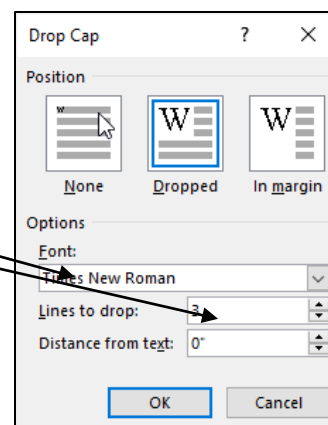 Drop Cap ? ×
Position
W W W
None Dropped In margin
Options
Font:
Times New Roman
Lines to drop: 3
Distance from text: 0"
OK Cancel